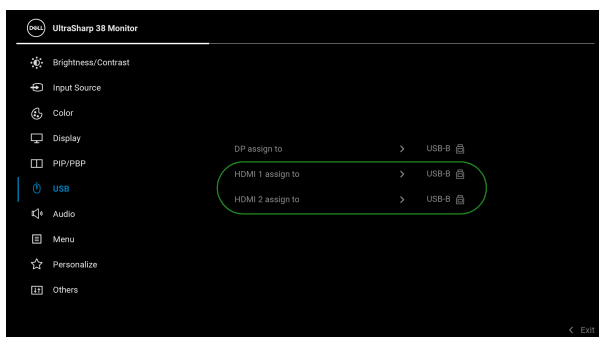 DELL UltraSharp 38 Monitor
Brightness/Contrast
Input Source
Color
Display
DP assign to > USB-B
PIP/PBP
HDMI 1 assign to > USB-B
USB
HDMI 2 assign to > USB-B
Audio
Menu
Personalize
Others
< Exit